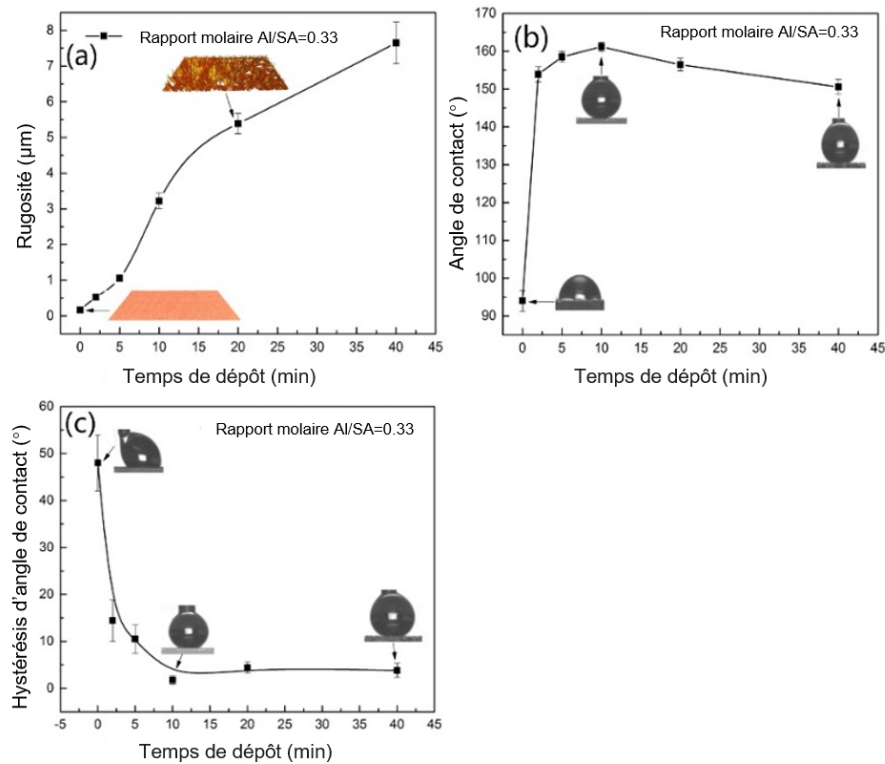 (a)
Rapport molaire Al/SA=0.33
8
7
6
5
4
3
2
1
0
Rugosité (µm)
0 5 10 15 20 25 30 35 40 45
Temps de dépôt (min)
(b)
Rapport molaire Al/SA=0.33
170
160
150
140
130
120
110
100
90
Angle de contact (°)
0 5 10 15 20 25 30 35 40 45
Temps de dépôt (min)
(c)
Rapport molaire Al/SA=0.33
60
50
40
30
20
10
0
Hystérésis d'angle de contact (°)
-5 0 5 10 15 20 25 30 35 40 45
Temps de dépôt (min)